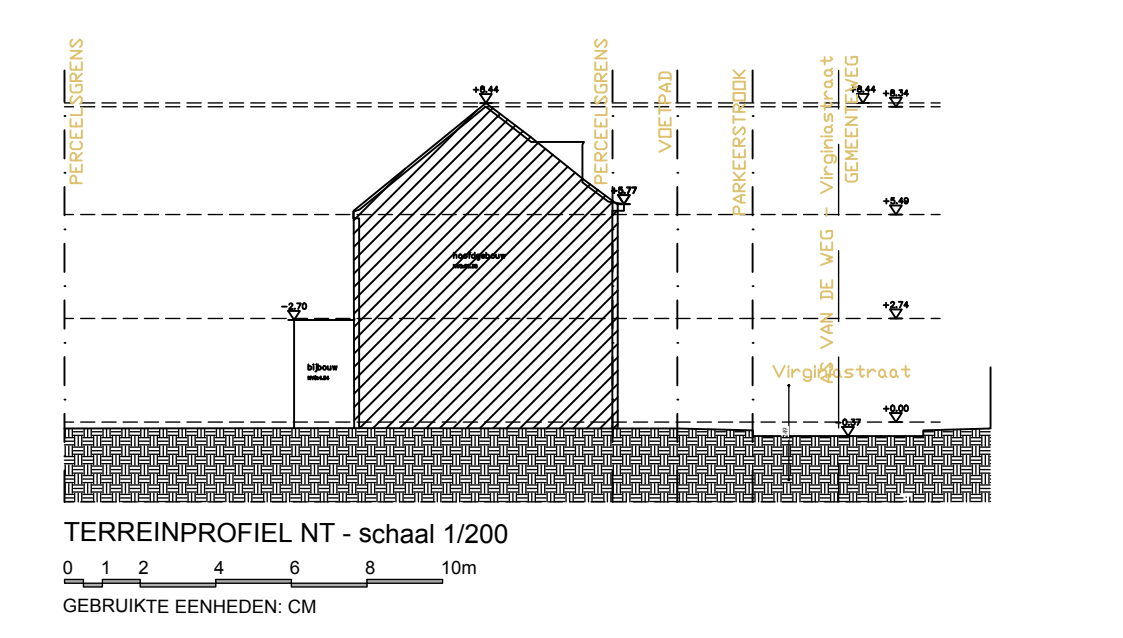 PERCEELSGRENS
PERCEELSGRENS
VOETPAD
PARKEERSTROOK
AS VAN DE WEG - Virginiastraat
GEMEENTEWEG
+8.44
+8.44
+8.34
+5.77
+5.49
hoofdgebouw
-2.70
+2.74
bijbouw
Virginiastraat
+0.00
0.37
TERREINPROFIEL NT - schaal 1/200
0 1 2 4 6 8 10m
GEBRUIKTE EENHEDEN: CM